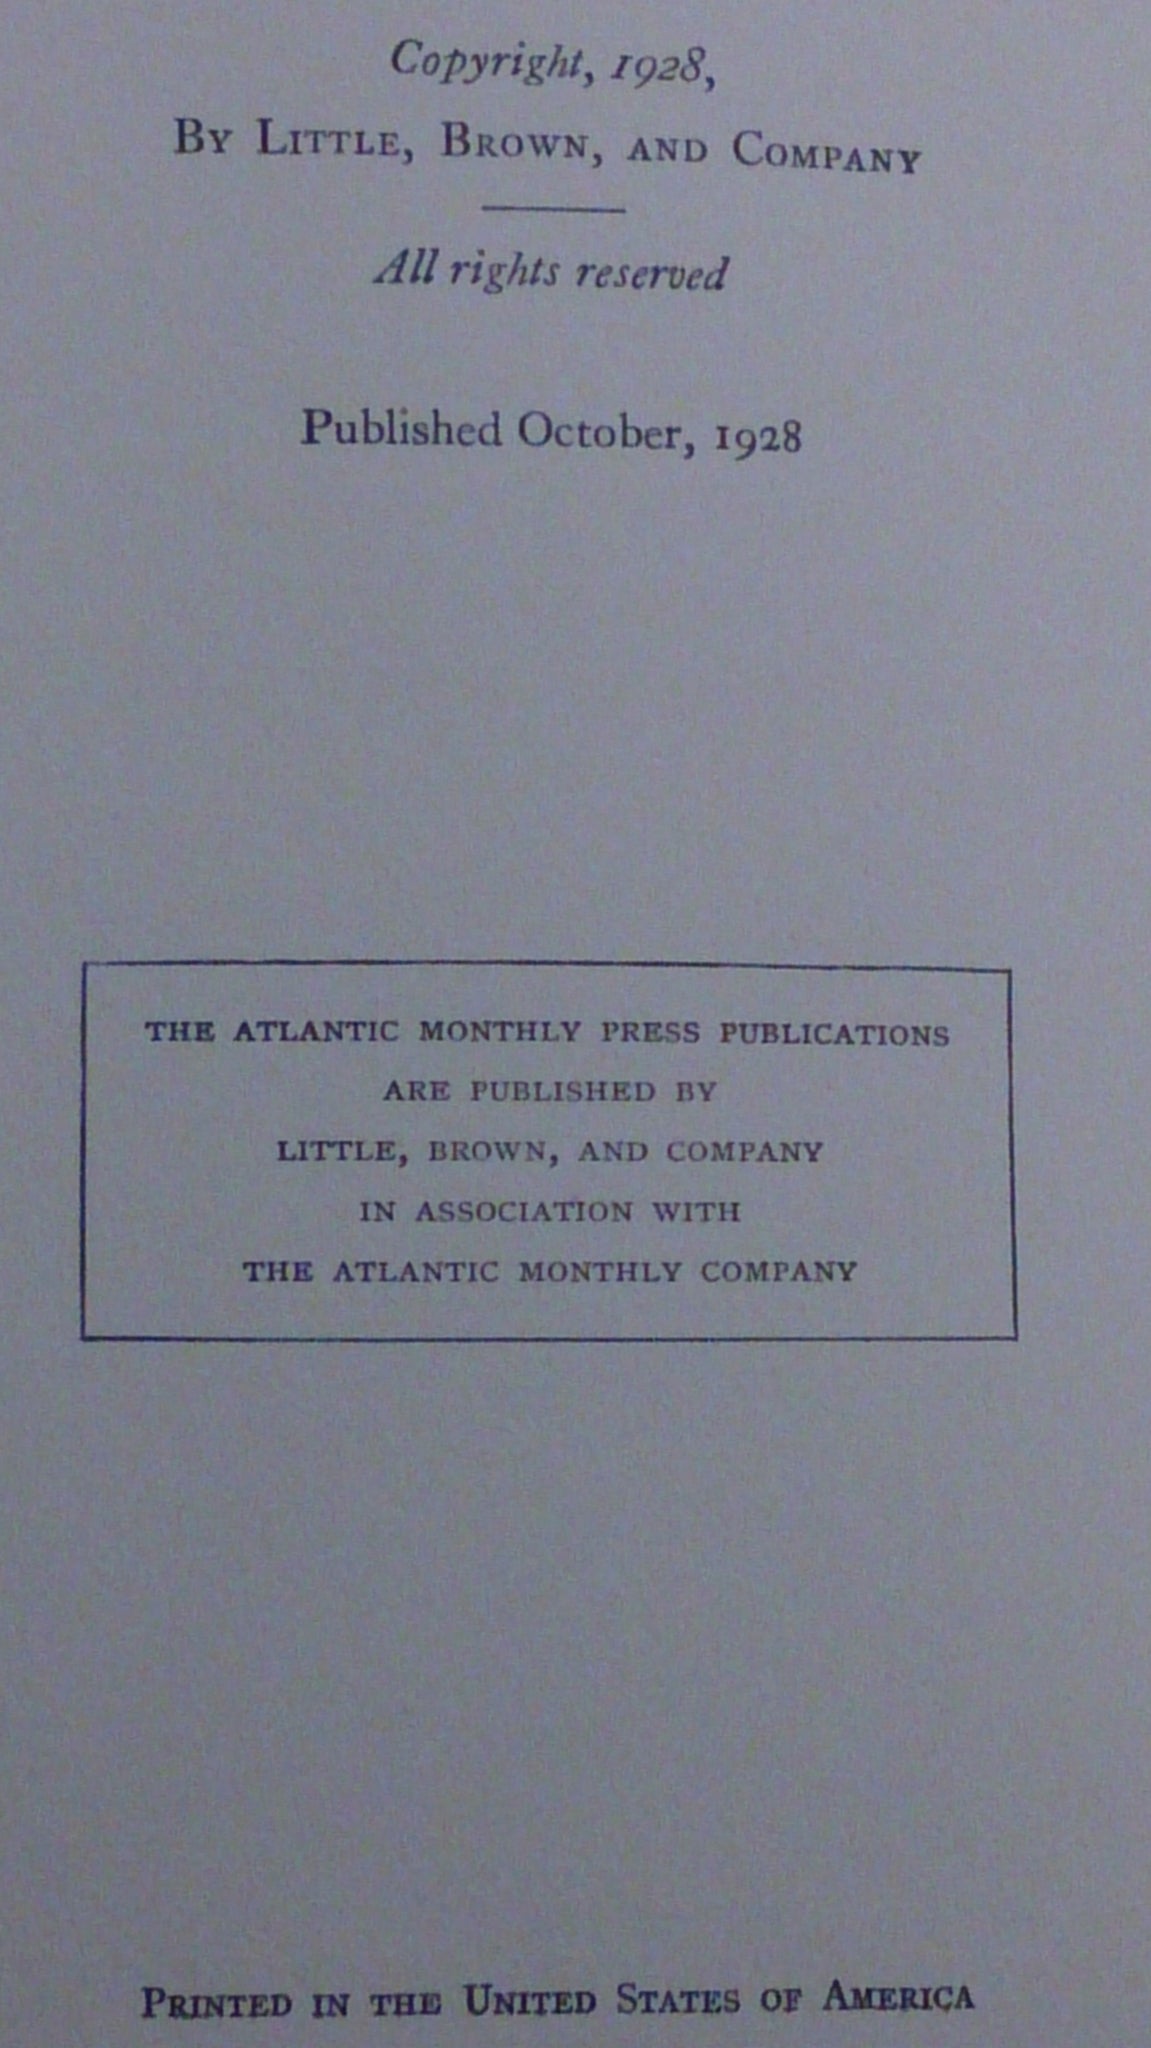 Copyright, 1928,
By Little, Brown, and Company
All rights reserved
Published October, 1928
THE ATLANTIC MONTHLY PRESS PUBLICATIONS
ARE PUBLISHED BY
LITTLE, BROWN, AND COMPANY
IN ASSOCIATION WITH
THE ATLANTIC MONTHLY COMPANY
Printed in the United States of America